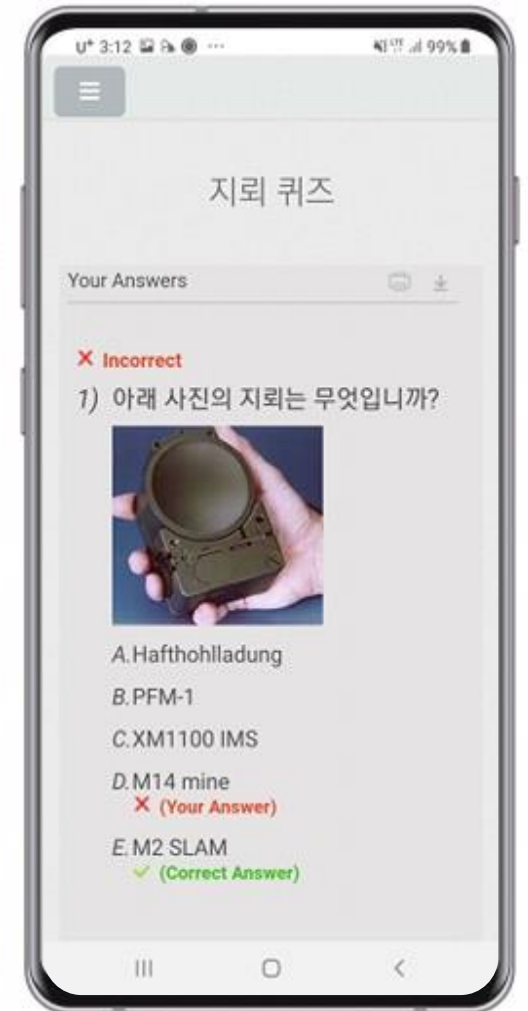 U⁺ 3:12 ··· LTE 99%
지뢰 퀴즈
Your Answers
Incorrect
1) 아래 사진의 지뢰는 무엇입니까?
A.Hafthohlladung
B.PFM-1
C.XM1100 IMS
D.M14 mine
(Your Answer)
E.M2 SLAM
(Correct Answer)